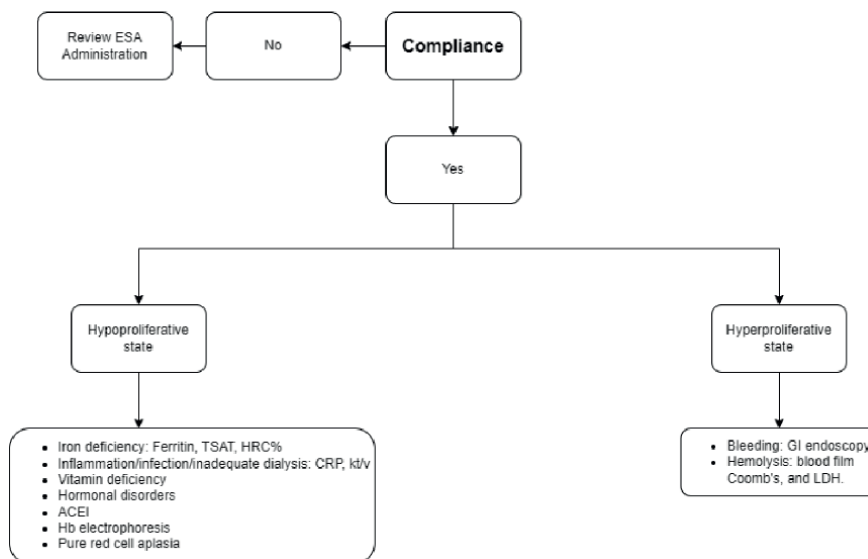 Review ESA
Administration
No
Compliance
Yes
Hypoproliferative
state
Hyperproliferative
state
• Iron deficiency: Ferritin, TSAT, HRC%
• Inflammation/infection/inadequate dialysis: CRP, kt/v
• Vitamin deficiency
• Hormonal disorders
• ACEI
• Hb electrophoresis
• Pure red cell aplasia
• Bleeding: GI endoscopy
• Hemolysis: blood film
Coomb's, and LDH.